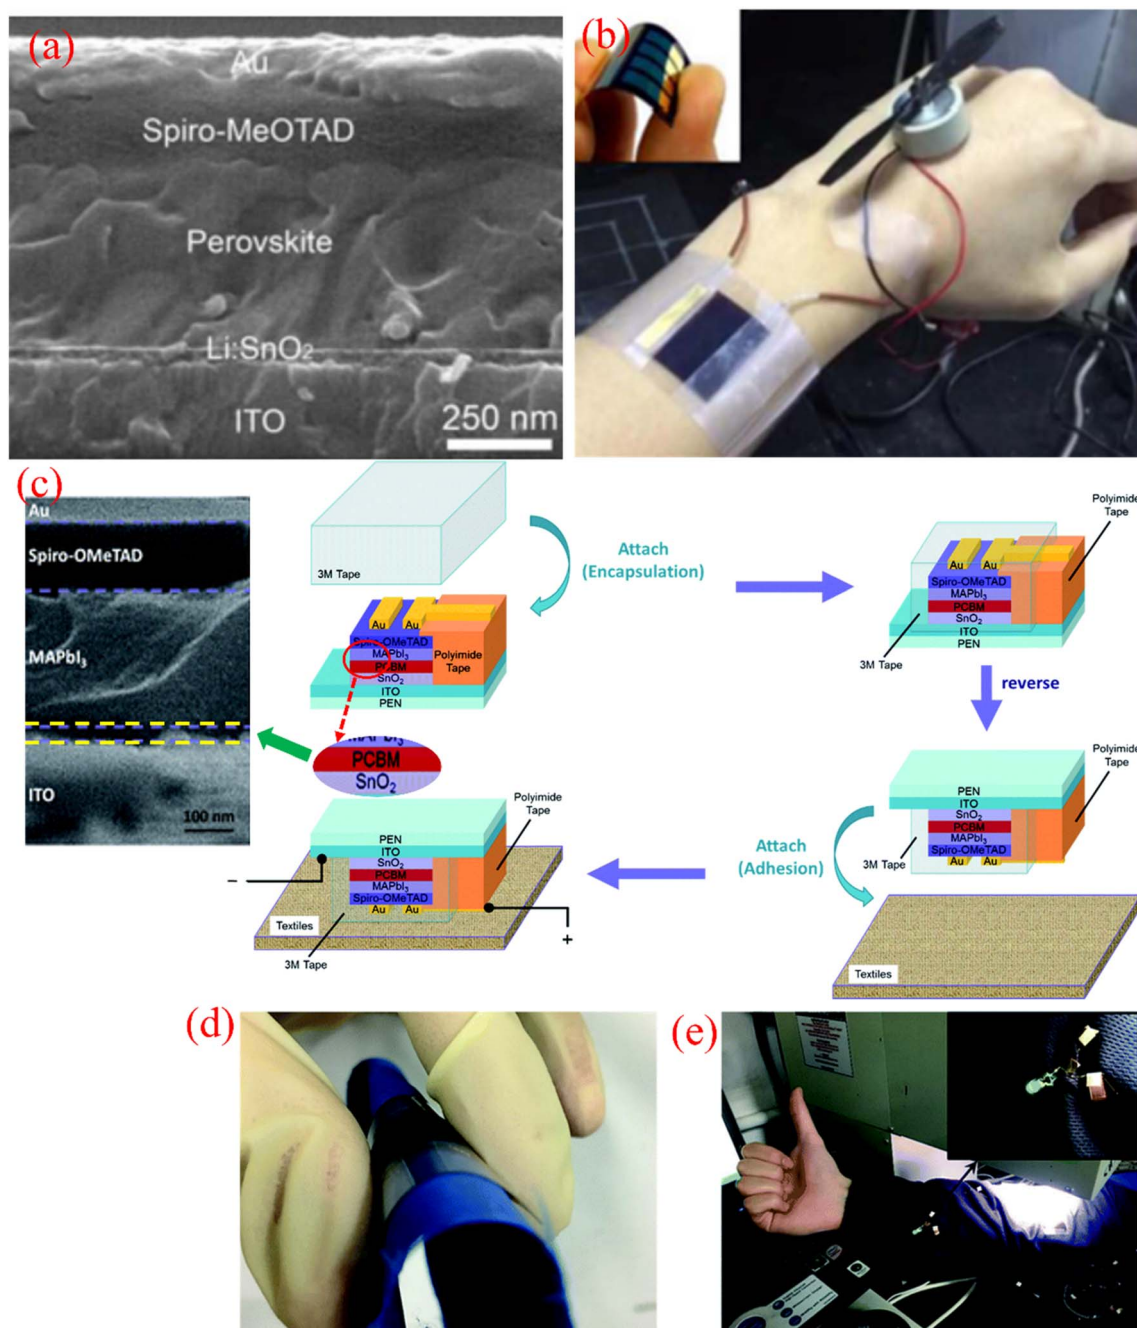 (a)
Au
Spiro-MeOTAD
Perovskite
Li:SnO₂
ITO
250 nm
(b)
(c)
Au
Spiro-OMeTAD
MAPbI₃
ITO
100 nm
3M Tape
Attach
(Encapsulation)
Au Au
Spiro-OMeTAD
MAPbI₃
PCBM
SnO₂
ITO
PEN
Polyimide
Tape
MAPbI₃
PCBM
SnO₂
Polyimide
Tape
Au Au
Spiro-OMeTAD
MAPbI₃
PCBM
SnO₂
ITO
PEN
3M Tape
reverse
PEN
ITO
SnO₂
PCBM
MAPbI₃
Spiro-OMeTAD
Au Au
Polyimide
Tape
3M Tape
Attach
(Adhesion)
Textiles
PEN
ITO
SnO₂
PCBM
MAPbI₃
Spiro-OMeTAD
Au Au
Polyimide
Tape
−
+
Textiles
3M Tape
(d)
(e)